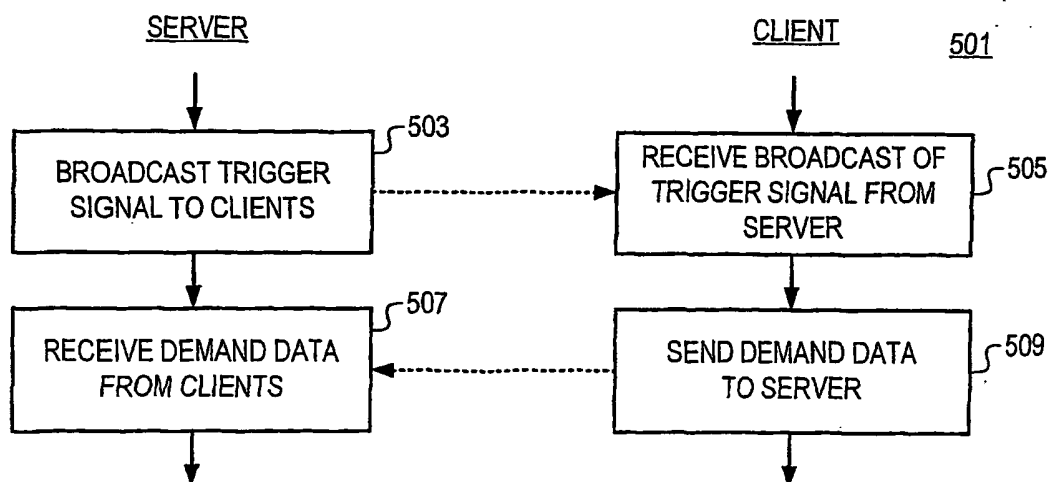 SERVER
CLIENT
501
503
BROADCAST TRIGGER
SIGNAL TO CLIENTS
RECEIVE BROADCAST OF
TRIGGER SIGNAL FROM
SERVER
505
507
RECEIVE DEMAND DATA
FROM CLIENTS
SEND DEMAND DATA
TO SERVER
509